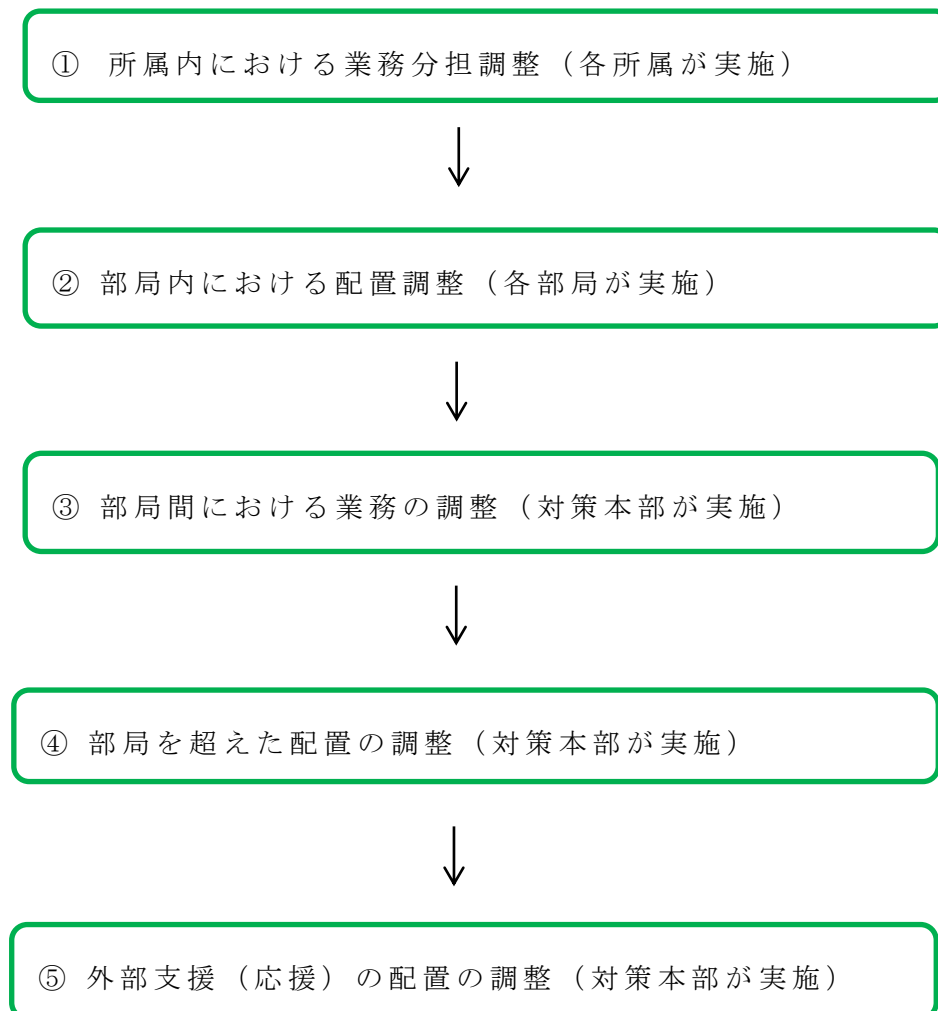 ① 所属内における業務分担調整（各所属が実施）
② 部局内における配置調整（各部局が実施）
③ 部局間における業務の調整（対策本部が実施）
④ 部局を超えた配置の調整（対策本部が実施）
⑤ 外部支援（応援）の配置の調整（対策本部が実施）